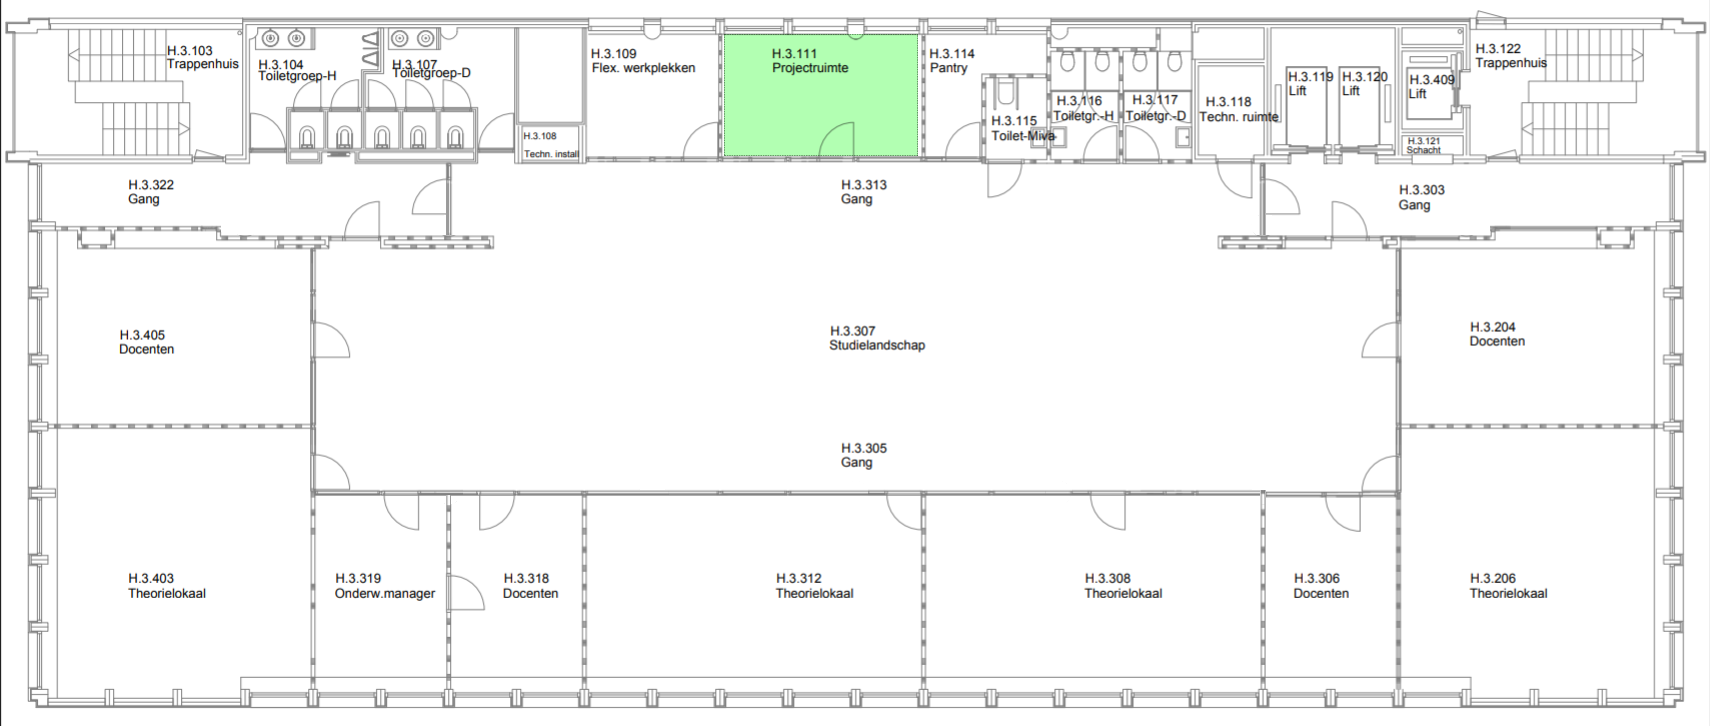 H.3.103
Trappenhuis
H.3.104
Toiletgroep-H
H.3.107
Toiletgroep-D
H.3.108
Techn. install
H.3.109
Flex. werkplekken
H.3.111
Projectruimte
H.3.114
Pantry
H.3.115
Toilet-Miva
H.3.116
Toiletgr.-H
H.3.117
Toiletgr.-D
H.3.118
Techn. ruimte
H.3.119
Lift
H.3.120
Lift
H.3.409
Lift
H.3.121
Schacht
H.3.122
Trappenhuis
H.3.322
Gang
H.3.313
Gang
H.3.303
Gang
H.3.405
Docenten
H.3.307
Studielandschap
H.3.204
Docenten
H.3.305
Gang
H.3.403
Theorielokaal
H.3.319
Onderw.manager
H.3.318
Docenten
H.3.312
Theorielokaal
H.3.308
Theorielokaal
H.3.306
Docenten
H.3.206
Theorielokaal